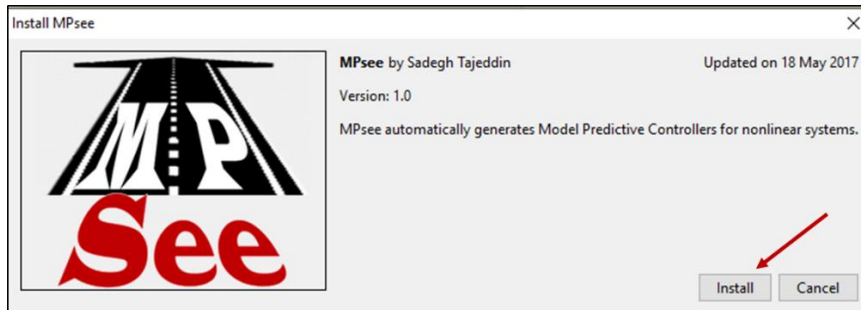 Install MPsee
MP
See
MPsee by Sadegh Tajeddin
Updated on 18 May 2017
Version: 1.0
MPsee automatically generates Model Predictive Controllers for nonlinear systems.
Install
Cancel